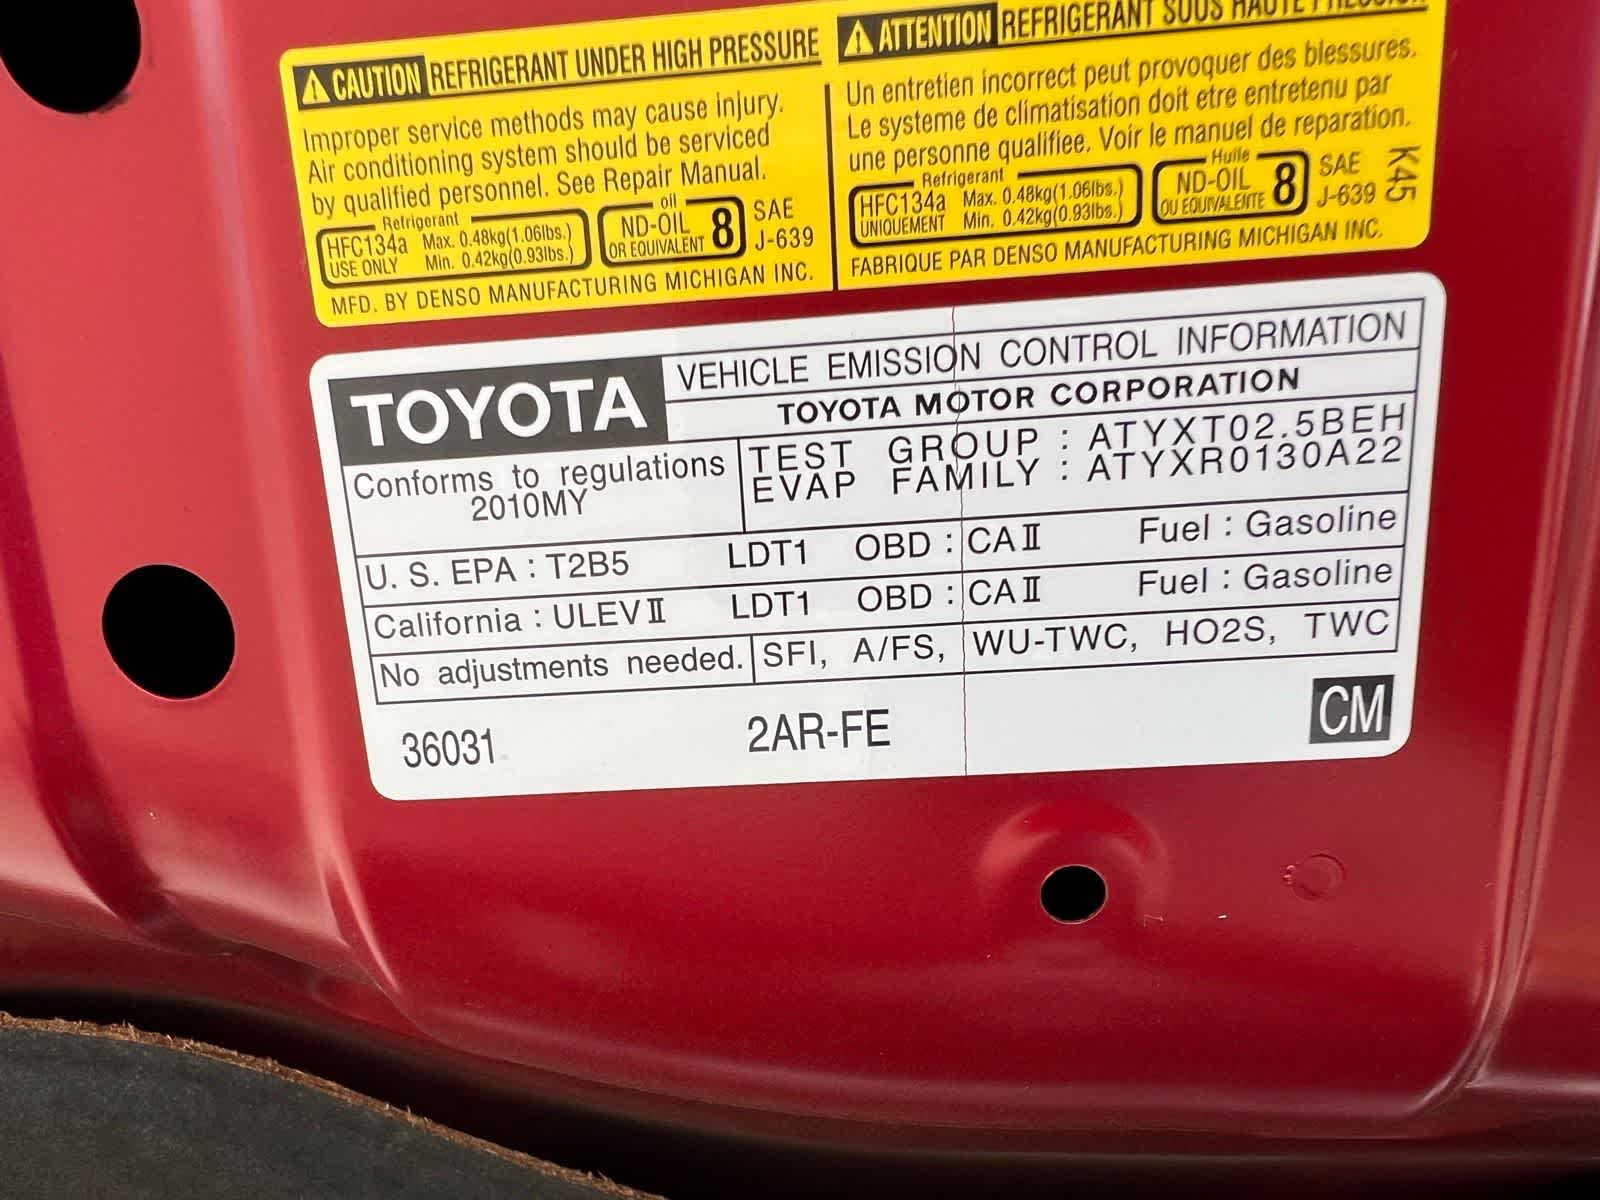 CAUTION REFRIGERANT UNDER HIGH PRESSURE
Improper service methods may cause injury.
Air conditioning system should be serviced
by qualified personnel. See Repair Manual.
Refrigerant
HFC134a Max. 0.48kg(1.06lbs.)
USE ONLY Min. 0.42kg(0.93lbs.)
oil
ND-OIL 8
OR EQUIVALENT
SAE
J-639
MFD. BY DENSO MANUFACTURING MICHIGAN INC.
ATTENTION REFRIGERANT SOUS HAUTE PRESSION
Un entretien incorrect peut provoquer des blessures.
Le systeme de climatisation doit etre entretenu par
une personne qualifiee. Voir le manuel de reparation.
Refrigerant
HFC134a Max. 0.48kg(1.06lbs.)
UNIQUEMENT Min. 0.42kg(0.93lbs.)
Huile
ND-OIL 8
OU EQUIVALENTE
SAE
J-639
K45
FABRIQUE PAR DENSO MANUFACTURING MICHIGAN INC.
TOYOTA
VEHICLE EMISSION CONTROL INFORMATION
TOYOTA MOTOR CORPORATION
Conforms to regulations
2010MY
TEST GROUP : ATYXT02.5BEH
EVAP FAMILY : ATYXR0130A22
U. S. EPA : T2B5 LDT1 OBD : CAⅡ Fuel : Gasoline
California : ULEVⅡ LDT1 OBD : CAⅡ Fuel : Gasoline
No adjustments needed. SFI, A/FS, WU-TWC, HO2S, TWC
36031 2AR-FE CM